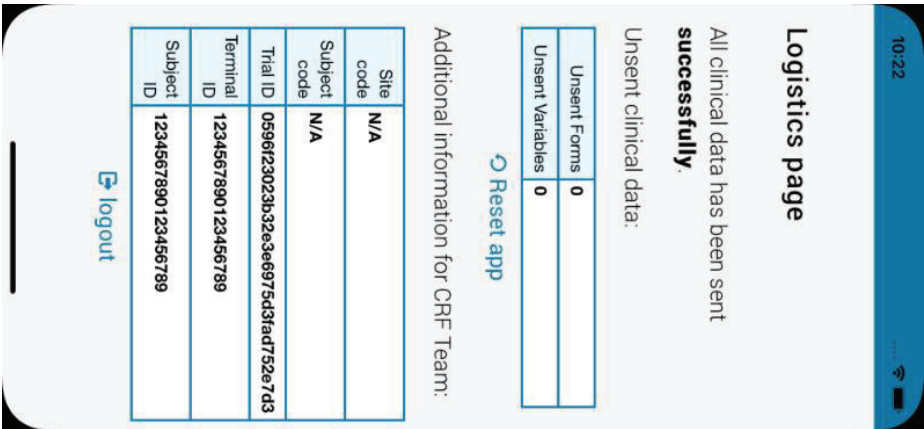 10:22
Logistics page
All clinical data has been sent
successfully.
Unsent clinical data:
Unsent Forms 0
Unsent Variables 0
Reset app
Additional information for CRF Team:
Site
code N/A
Subject
code N/A
Trial ID 0596f23023b32e3e6975d3fad752e7d3
Terminal
ID 1234567890123456789
Subject
ID 1234567890123456789
logout